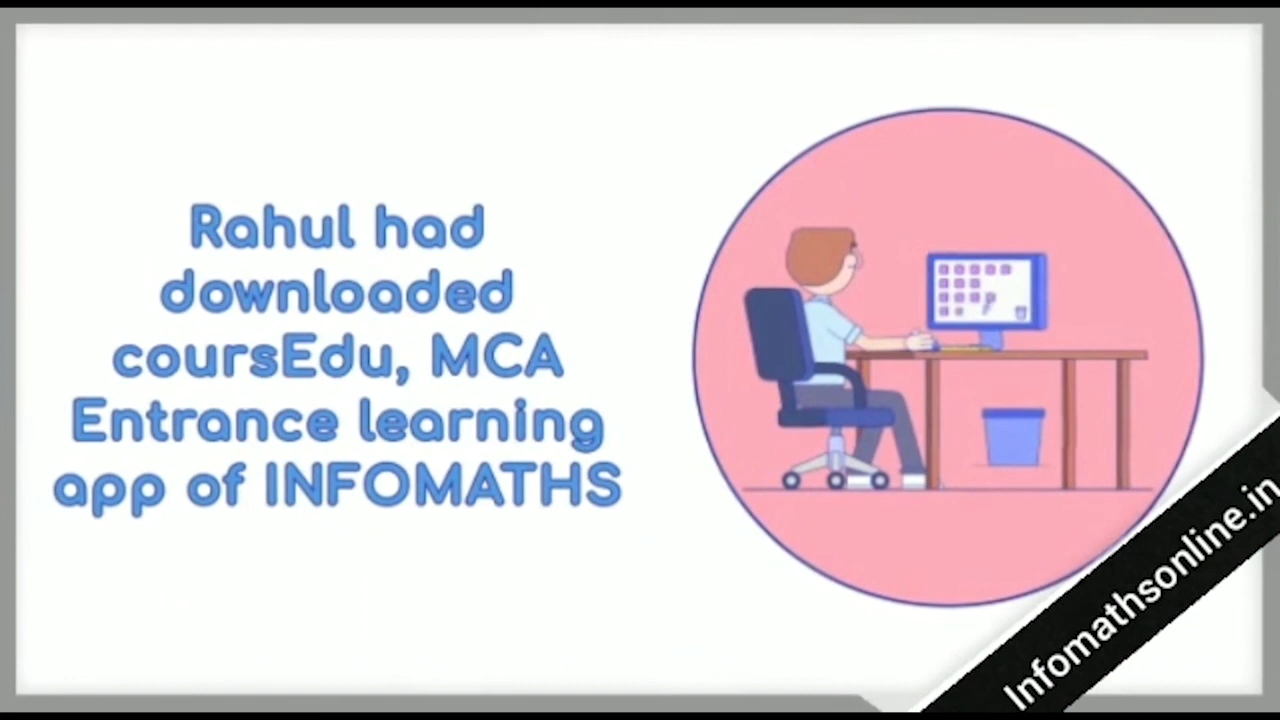 Rahul had
downloaded
coursEdu, MCA
Entrance learning
app of INFOMATHS
Infomathsonline.in